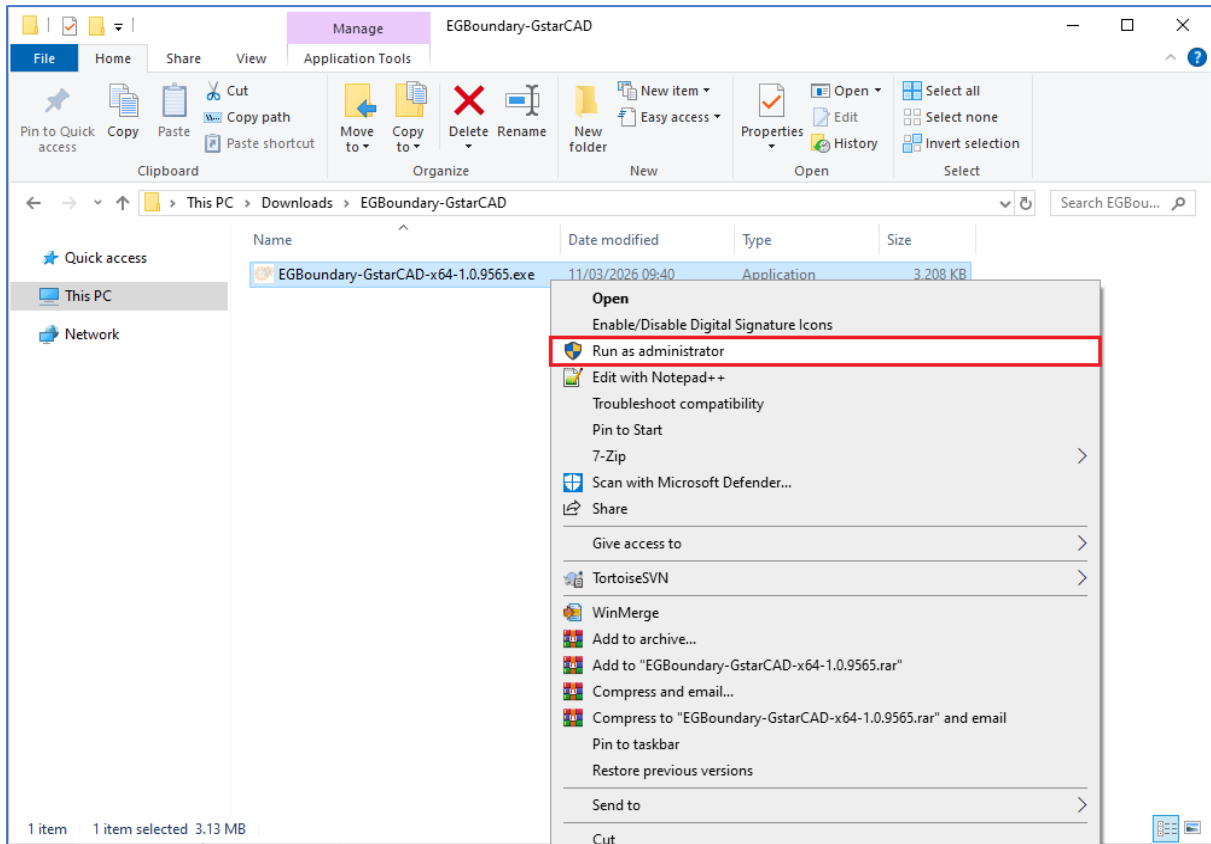 Manage
EGBoundary-GstarCAD
File
Home
Share
View
Application Tools
?
Pin to Quick
access
Copy
Paste
Cut
Copy path
Paste shortcut
Clipboard
Move
to
Copy
to
Delete
Rename
Organize
New
folder
New item
Easy access
New
Properties
Open
Edit
History
Open
Select all
Select none
Invert selection
Select
This PC > Downloads > EGBoundary-GstarCAD
Search EGBou...
Quick access
This PC
Network
Name
Date modified
Type
Size
EGBoundary-GstarCAD-x64-1.0.9565.exe
11/03/2026 09:40
Application
3.208 KB
Open
Enable/Disable Digital Signature Icons
Run as administrator
Edit with Notepad++
Troubleshoot compatibility
Pin to Start
7-Zip
Scan with Microsoft Defender...
Share
Give access to
TortoiseSVN
WinMerge
Add to archive...
Add to "EGBoundary-GstarCAD-x64-1.0.9565.rar"
Compress and email...
Compress to "EGBoundary-GstarCAD-x64-1.0.9565.rar" and email
Pin to taskbar
Restore previous versions
Send to
Cut
1 item
1 item selected 3.13 MB